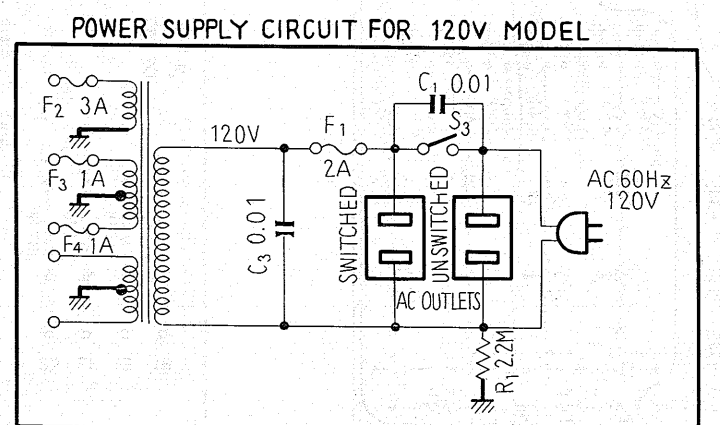 POWER SUPPLY CIRCUIT FOR 120V MODEL
C1 0.01
F2 3A
S3
120V
F1
2A
F3 1A
AC 60Hz
120V
SWITCHED
UNSWITChED
C3 0.01
F4 1A
AC OUTLETS
R1 2.2M